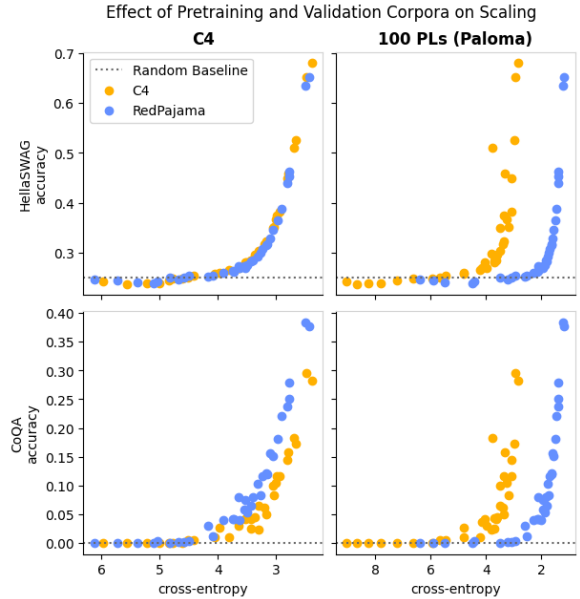 Effect of Pretraining and Validation Corpora on Scaling
C4
100 PLs (Paloma)
0.7
0.6
0.5
0.4
0.3
HellaSWAG
accuracy
Random Baseline
C4
RedPajama
0.40
0.35
0.30
0.25
0.20
0.15
0.10
0.05
0.00
CoQA
accuracy
6
5
4
3
8
6
4
2
cross-entropy
cross-entropy